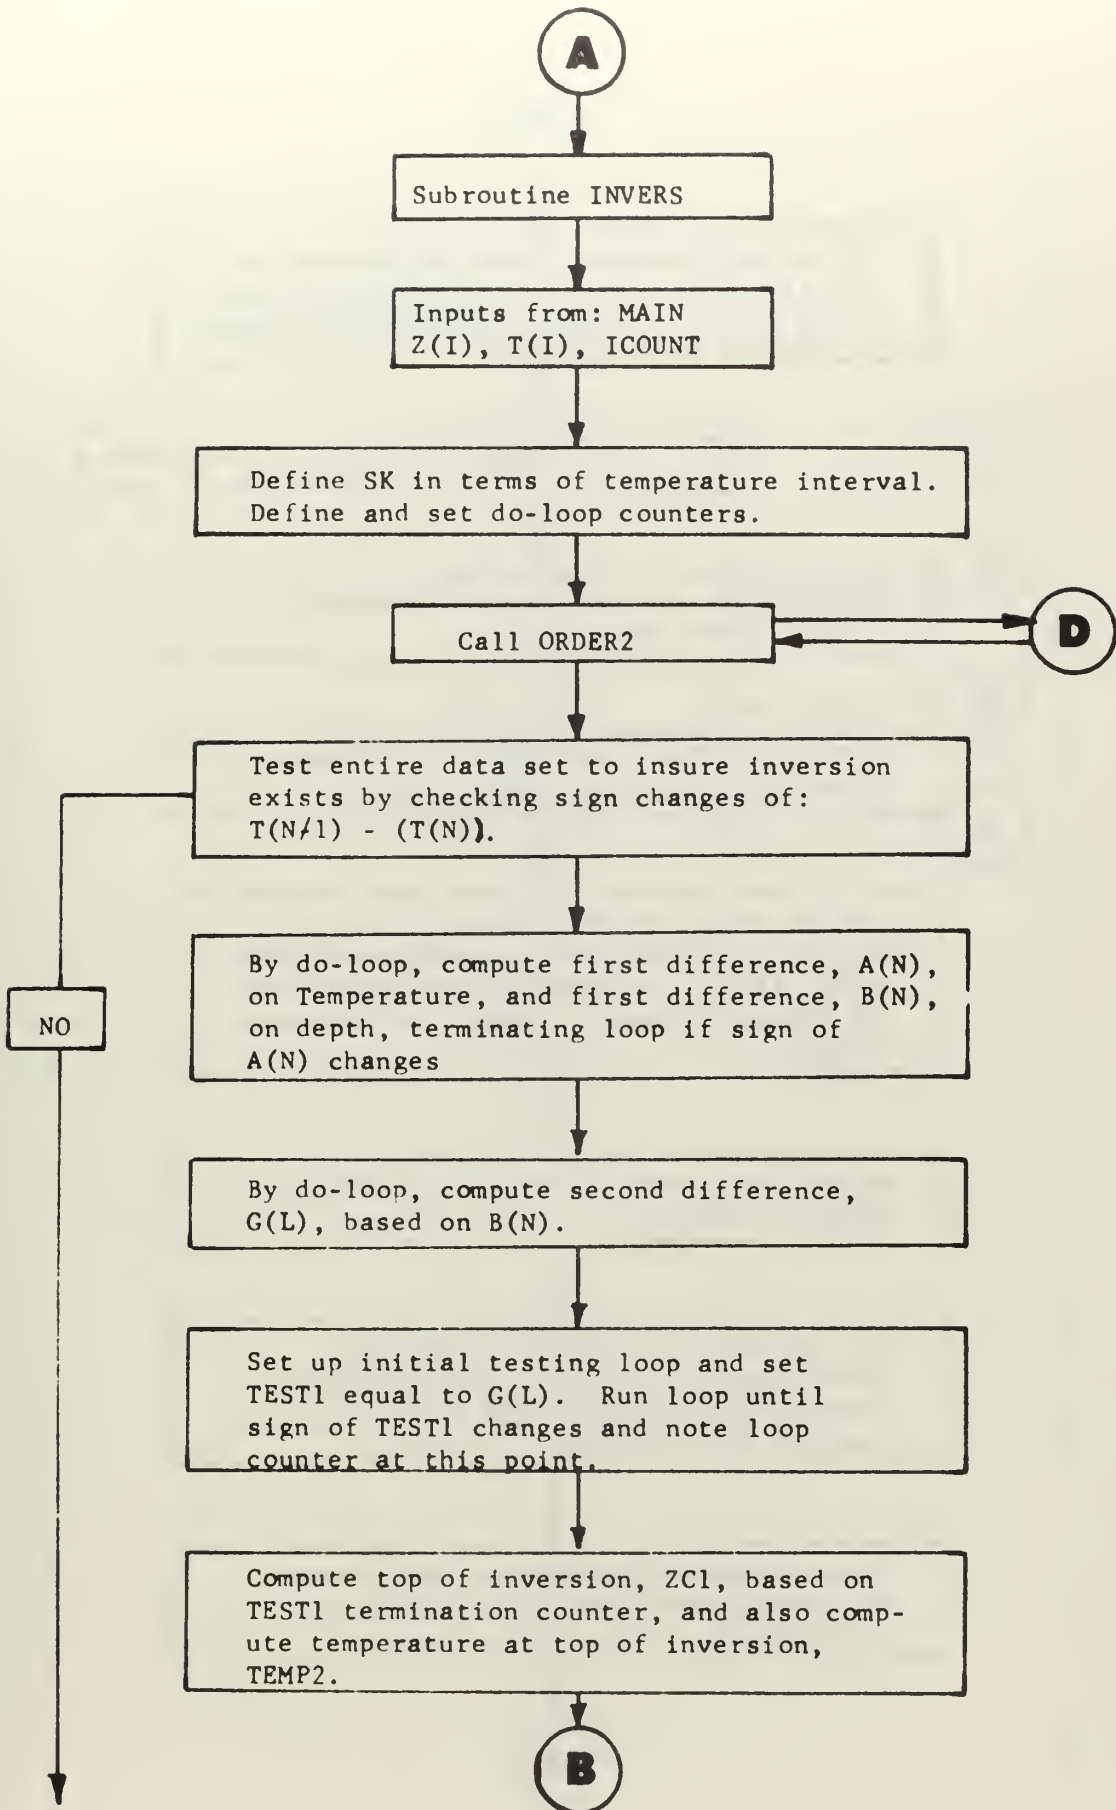 A
Subroutine INVERS
Inputs from: MAIN
Z(I), T(I), ICOUNT
Define SK in terms of temperature interval.
Define and set do-loop counters.
Call ORDER2
D
Test entire data set to insure inversion
exists by checking sign changes of:
T(N/1) - (T(N)).
By do-loop, compute first difference, A(N),
on Temperature, and first difference, B(N),
on depth, terminating loop if sign of
A(N) changes
NO
By do-loop, compute second difference,
G(L), based on B(N).
Set up initial testing loop and set
TEST1 equal to G(L). Run loop until
sign of TEST1 changes and note loop
counter at this point.
Compute top of inversion, ZC1, based on
TEST1 termination counter, and also comp-
ute temperature at top of inversion,
TEMP2.
B